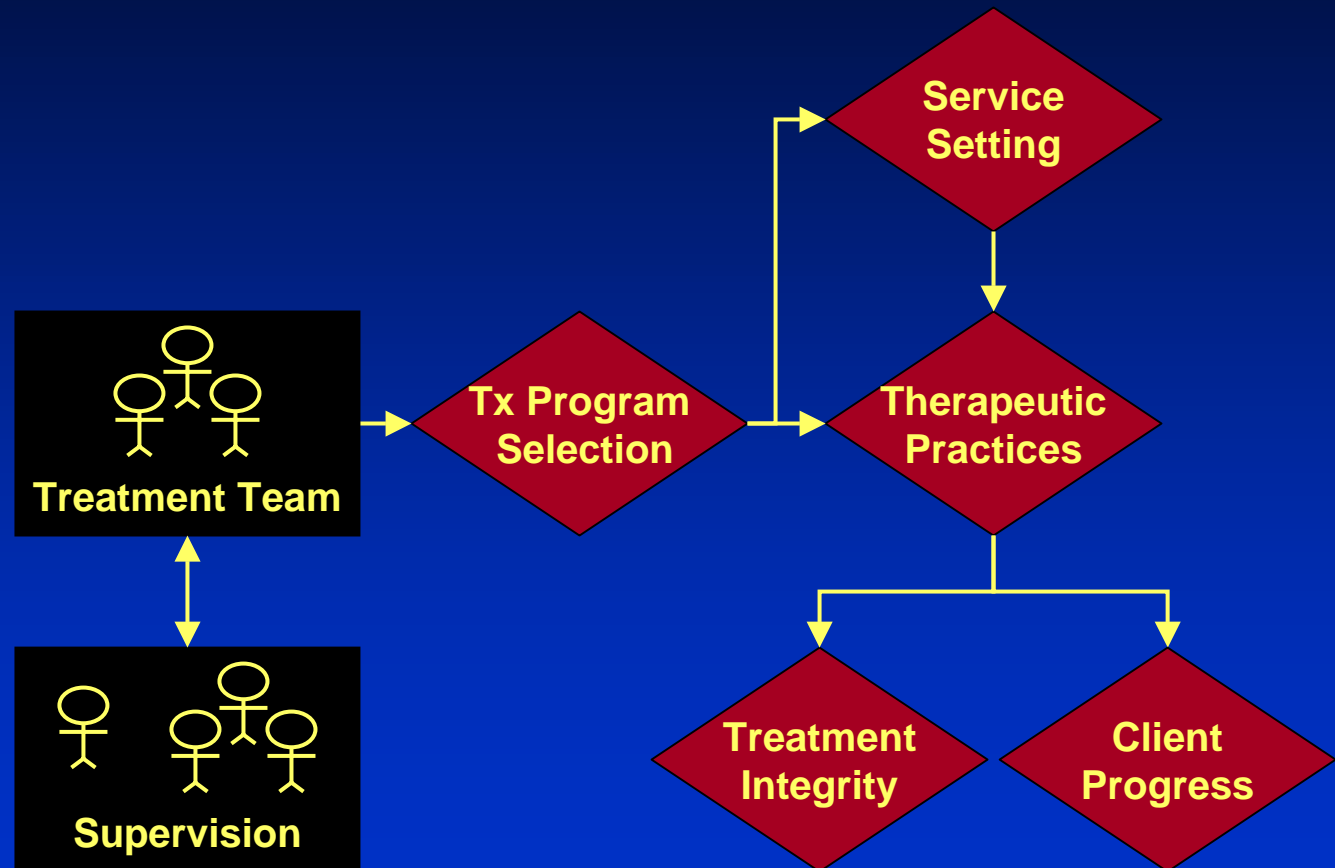 Service
Setting
Tx Program
Selection
Therapeutic
Practices
Treatment Team
Treatment
Integrity
Client
Progress
Supervision